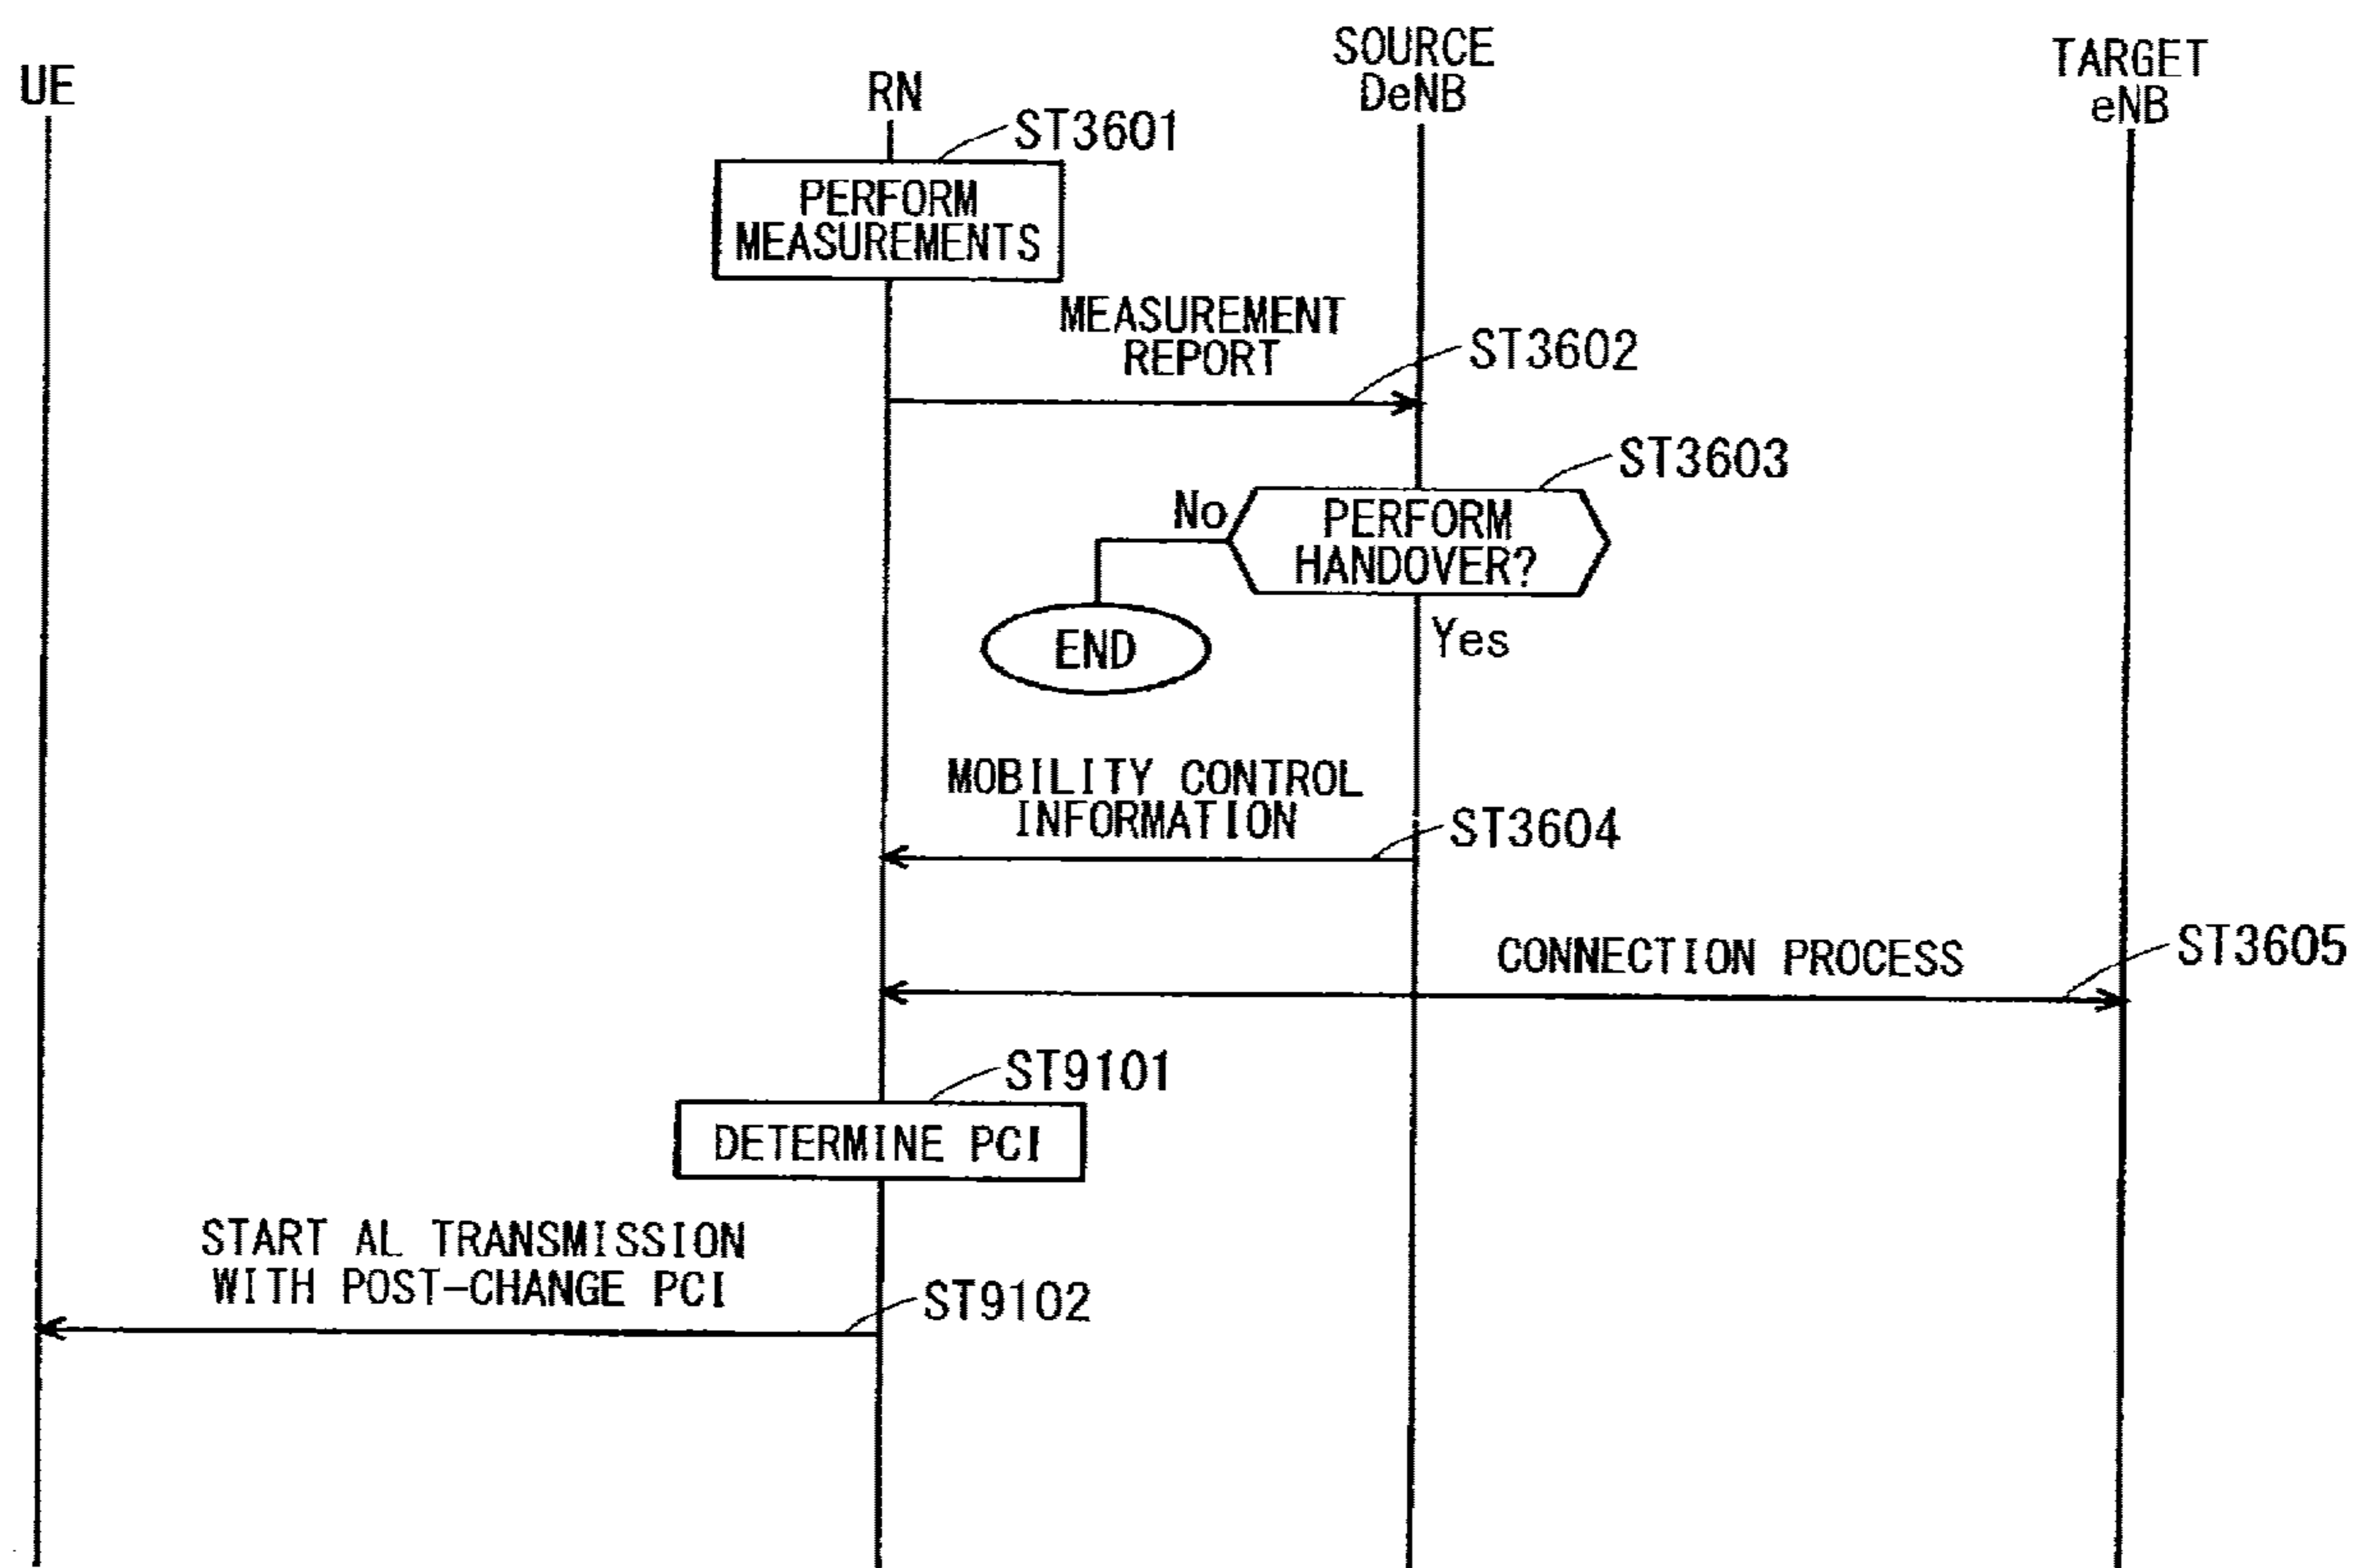 UE
RN
SOURCE
DeNB
TARGET
eNB
ST3601
PERFORM
MEASUREMENTS
MEASUREMENT
REPORT
ST3602
ST3603
No
PERFORM
HANDOVER?
END
Yes
MOBILITY CONTROL
INFORMATION
ST3604
CONNECTION PROCESS
ST3605
ST9101
DETERMINE PCI
START AL TRANSMISSION
WITH POST-CHANGE PCI
ST9102